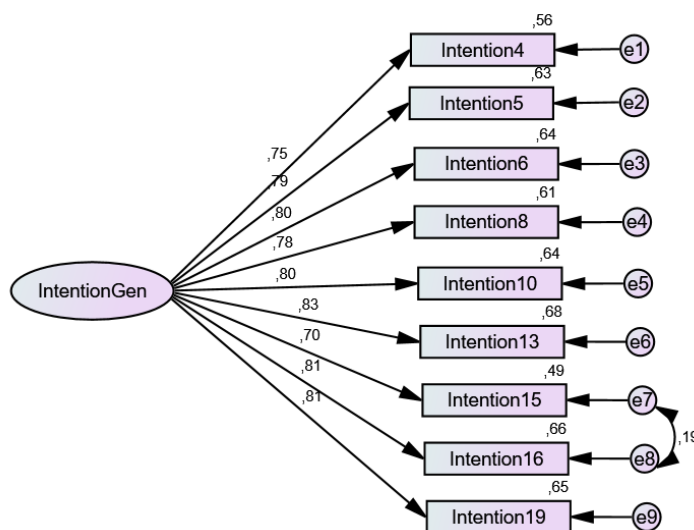 ,56
Intention4
e1
,63
Intention5
e2
,75
,64
Intention6
e3
,79
,61
Intention8
e4
,80
,78
,64
Intention10
e5
,80
IntentionGen
,68
Intention13
e6
,83
,70
,49
Intention15
e7
,81
,19
,66
Intention16
e8
,81
,65
Intention19
e9